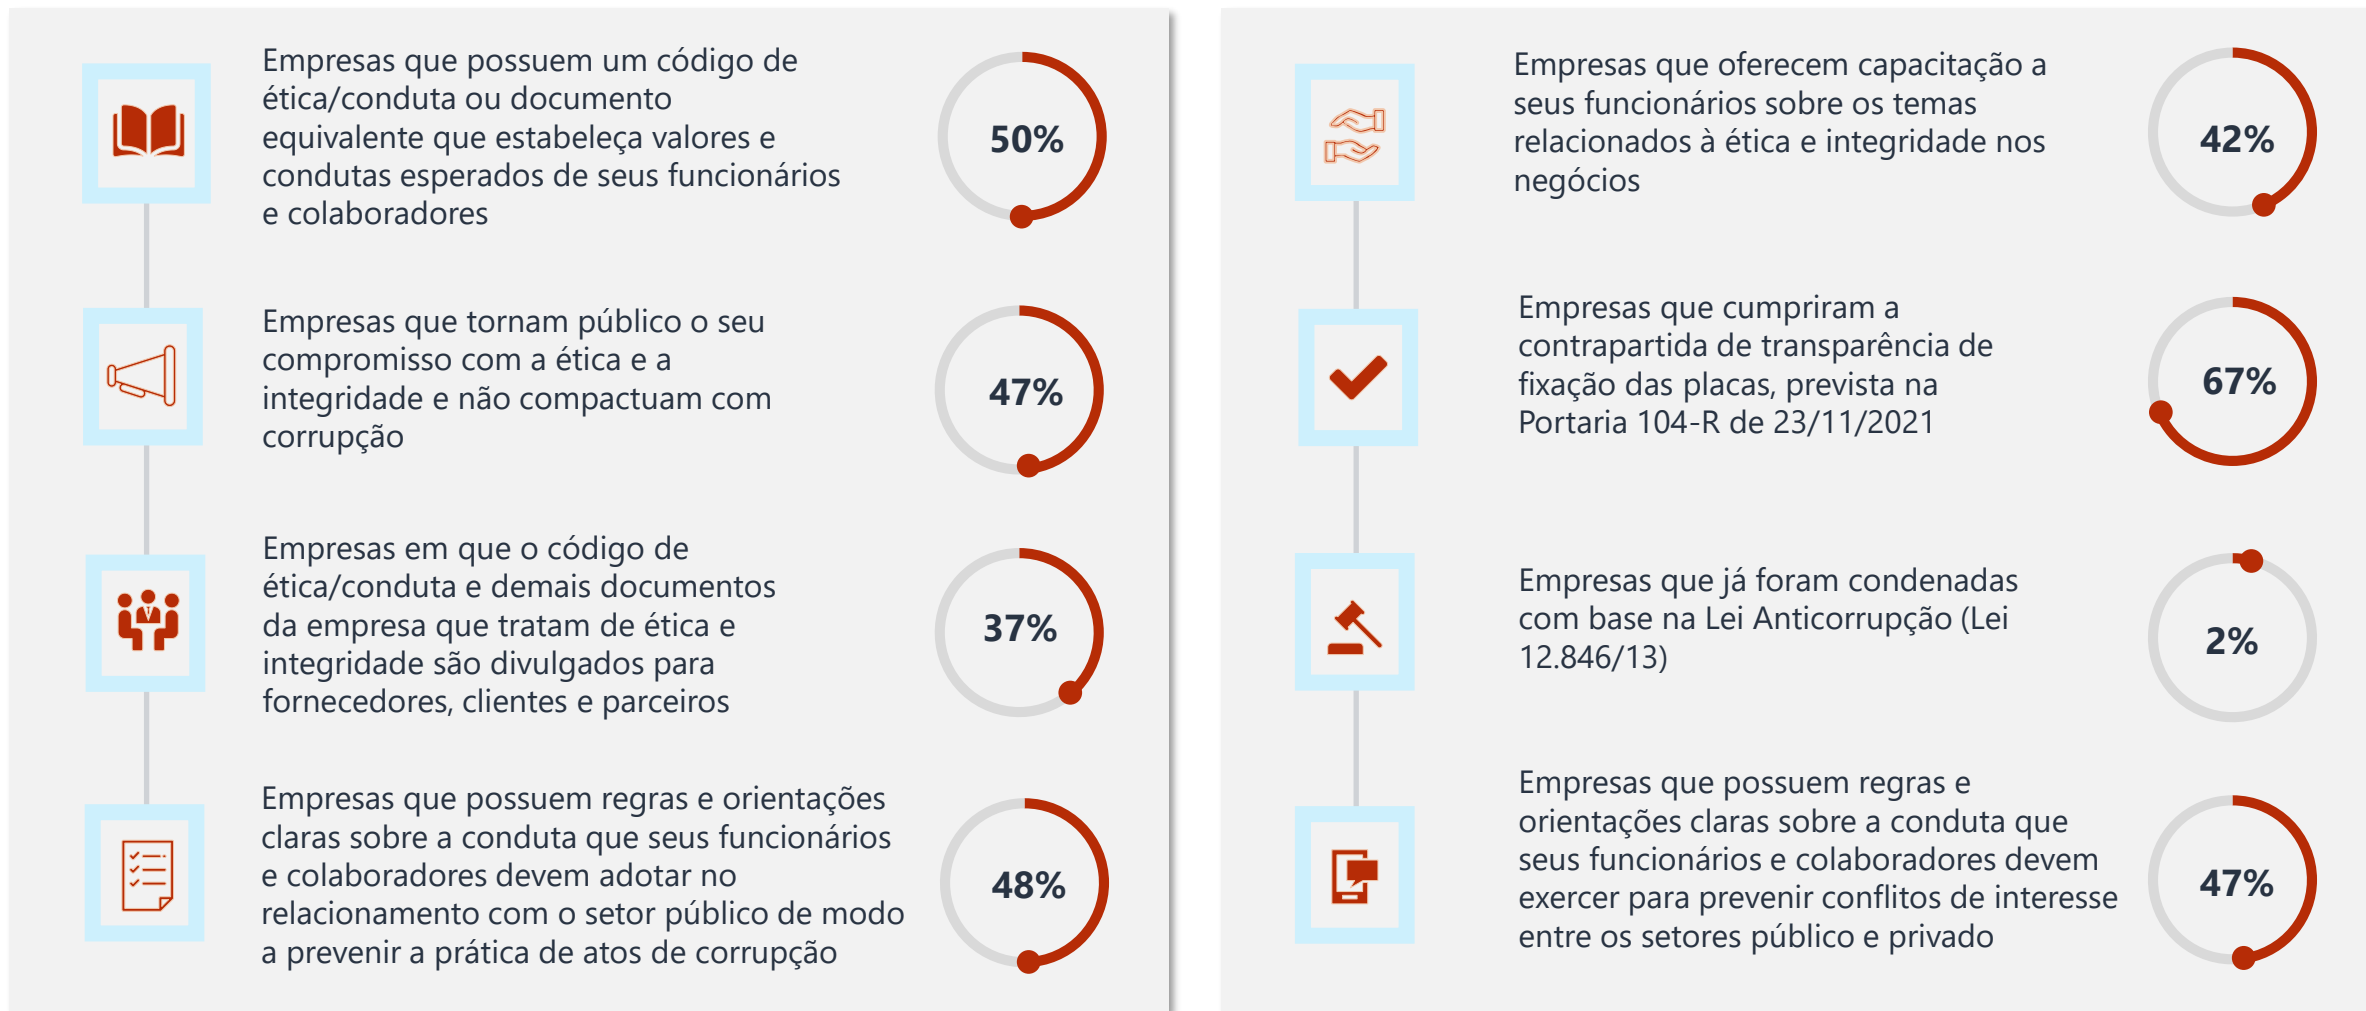 Empresas que possuem um código de
ética/conduta ou documento
equivalente que estabeleça valores e
condutas esperados de seus funcionários
e colaboradores
50%
Empresas que tornam público o seu
compromisso com a ética e a
integridade e não compactuam com
corrupção
47%
Empresas em que o código de
ética/conduta e demais documentos
da empresa que tratam de ética e
integridade são divulgados para
fornecedores, clientes e parceiros
37%
Empresas que possuem regras e orientações
claras sobre a conduta que seus funcionários
e colaboradores devem adotar no
relacionamento com o setor público de modo
a prevenir a prática de atos de corrupção
48%
Empresas que oferecem capacitação a
seus funcionários sobre os temas
relacionados à ética e integridade nos
negócios
42%
Empresas que cumpriram a
contrapartida de transparência de
fixação das placas, prevista na
Portaria 104-R de 23/11/2021
67%
Empresas que já foram condenadas
com base na Lei Anticorrupção (Lei
12.846/13)
2%
Empresas que possuem regras e
orientações claras sobre a conduta que
seus funcionários e colaboradores devem
exercer para prevenir conflitos de interesse
entre os setores público e privado
47%